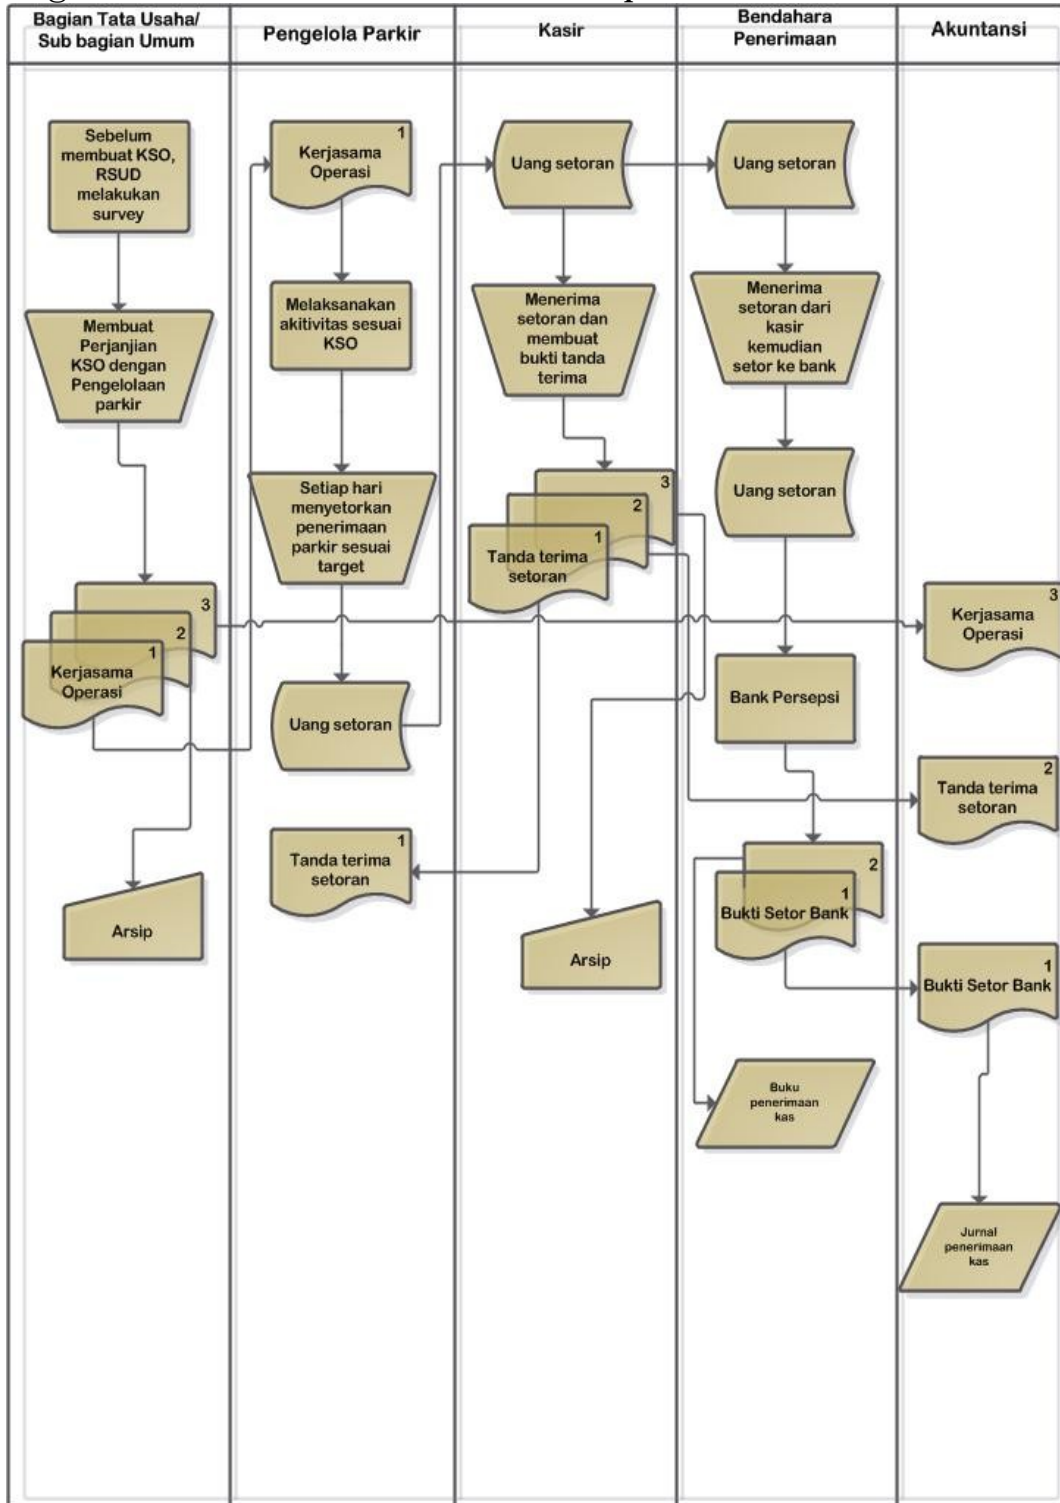 Bagian Tata Usaha/
Sub bagian Umum
Pengelola Parkir
Kasir
Bendahara
Penerimaan
Akuntansi
Sebelum
membuat KSO,
RSUD
melakukan
survey
Membuat
Perjanjian
KSO dengan
Pengelolaan
parkir
3
2
1
Kerjasama
Operasi
Arsip
1
Kerjasama
Operasi
Melaksanakan
akitivitas sesuai
KSO
Setiap hari
menyetorkan
penerimaan
parkir sesuai
target
Uang setoran
1
Tanda terima
setoran
Uang setoran
Menerima
setoran dan
membuat
bukti tanda
terima
3
2
1
Tanda terima
setoran
Arsip
Uang setoran
Menerima
setoran dari
kasir
kemudian
setor ke bank
Uang setoran
Bank Persepsi
2
1
Bukti Setor Bank
Buku
penerimaan
kas
3
Kerjasama
Operasi
2
Tanda terima
setoran
1
Bukti Setor Bank
Jurnal
penerimaan
kas